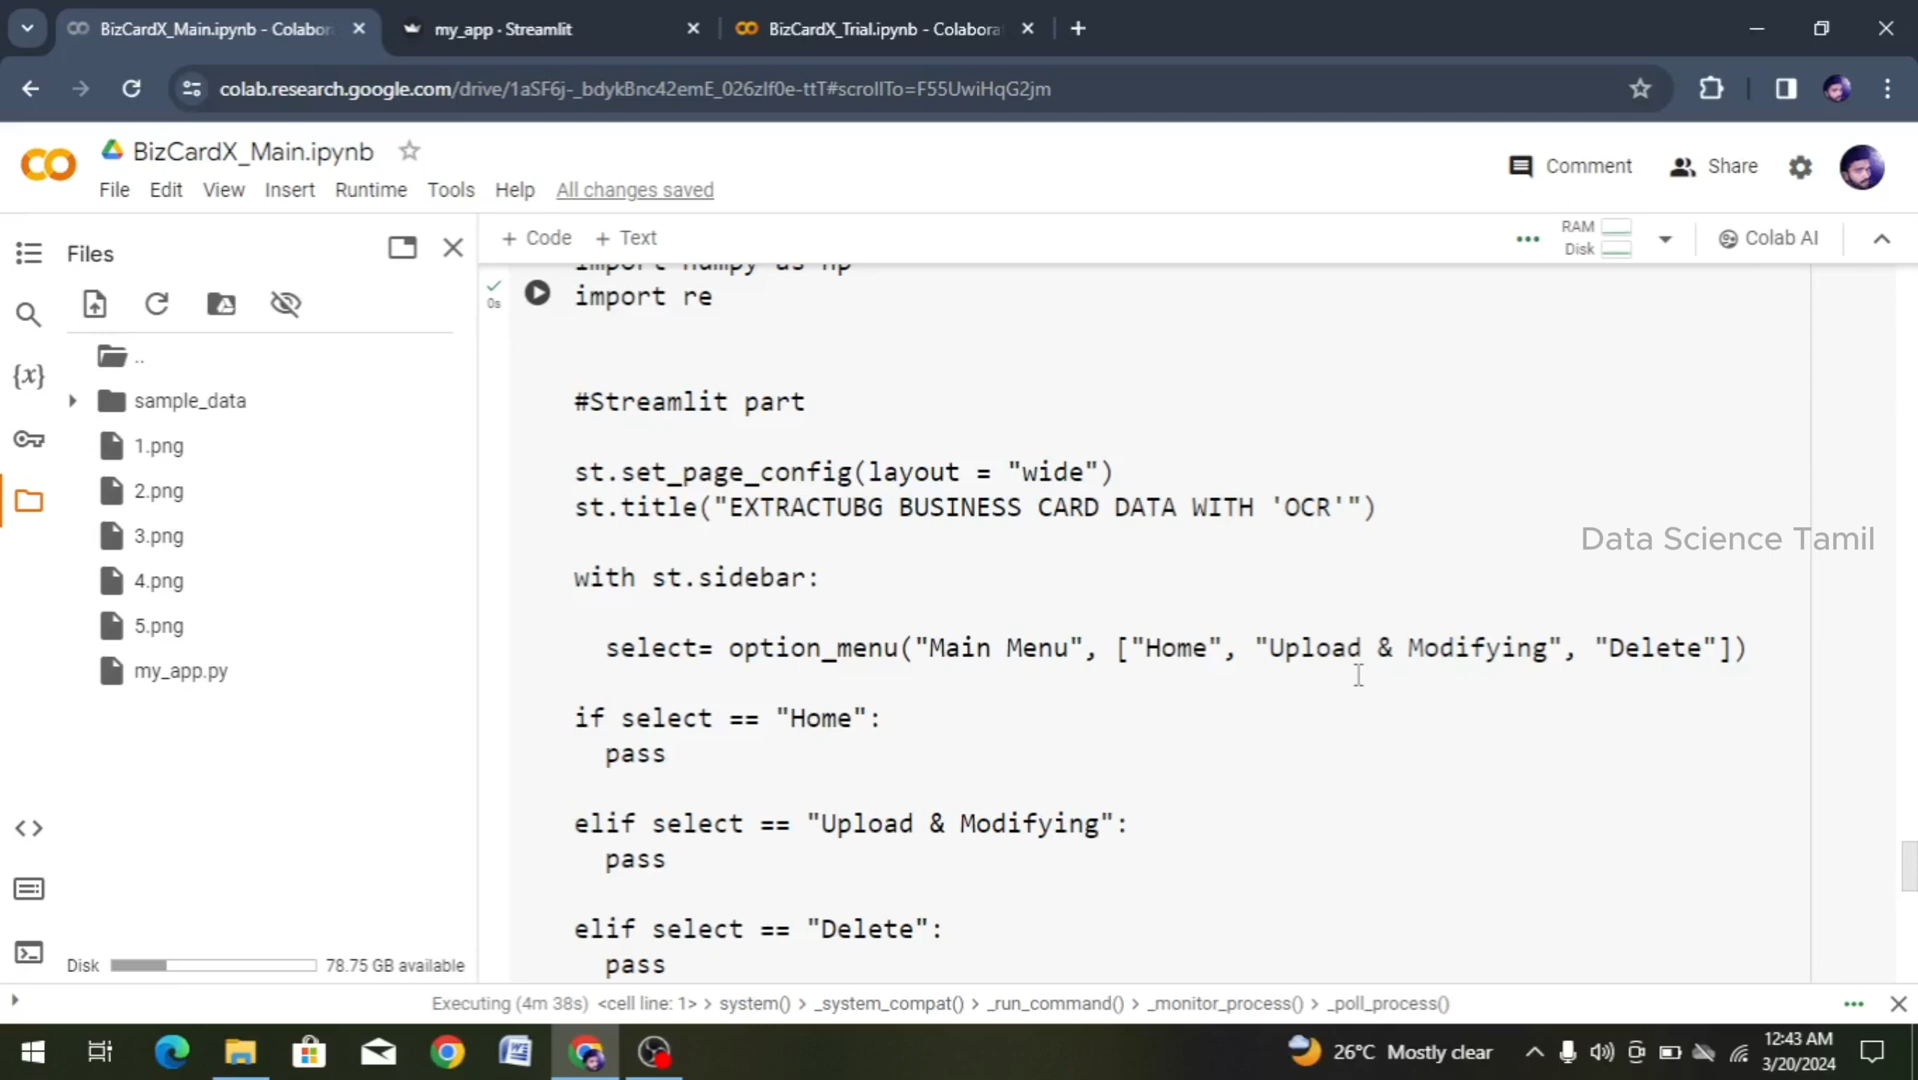 BizCardX_Main.ipynb - Colabor
my_app - Streamlit
BizCardX_Trial.ipynb - Colabora
colab.research.google.com/drive/1aSF6j-_bdykBnc42emE_026zIf0e-ttT#scrollTo=F55UwiHqG2jm
BizCardX_Main.ipynb
Comment
Share
File Edit View Insert Runtime Tools Help All changes saved
Files
+ Code + Text
RAM
Disk
Colab AI
import numpy as np
0s
import re
..
sample_data
1.png
2.png
3.png
4.png
5.png
my_app.py
#Streamlit part
st.set_page_config(layout = "wide")
st.title("EXTRACTUBG BUSINESS CARD DATA WITH 'OCR'")
Data Science Tamil
with st.sidebar:
select= option_menu("Main Menu", ["Home", "Upload & Modifying", "Delete"])
if select == "Home":
pass
elif select == "Upload & Modifying":
pass
elif select == "Delete":
pass
Disk 78.75 GB available
Executing (4m 38s) <cell line: 1> > system() > _system_compat() > _run_command() > _monitor_process() > _poll_process()
26°C Mostly clear
12:43 AM
3/20/2024